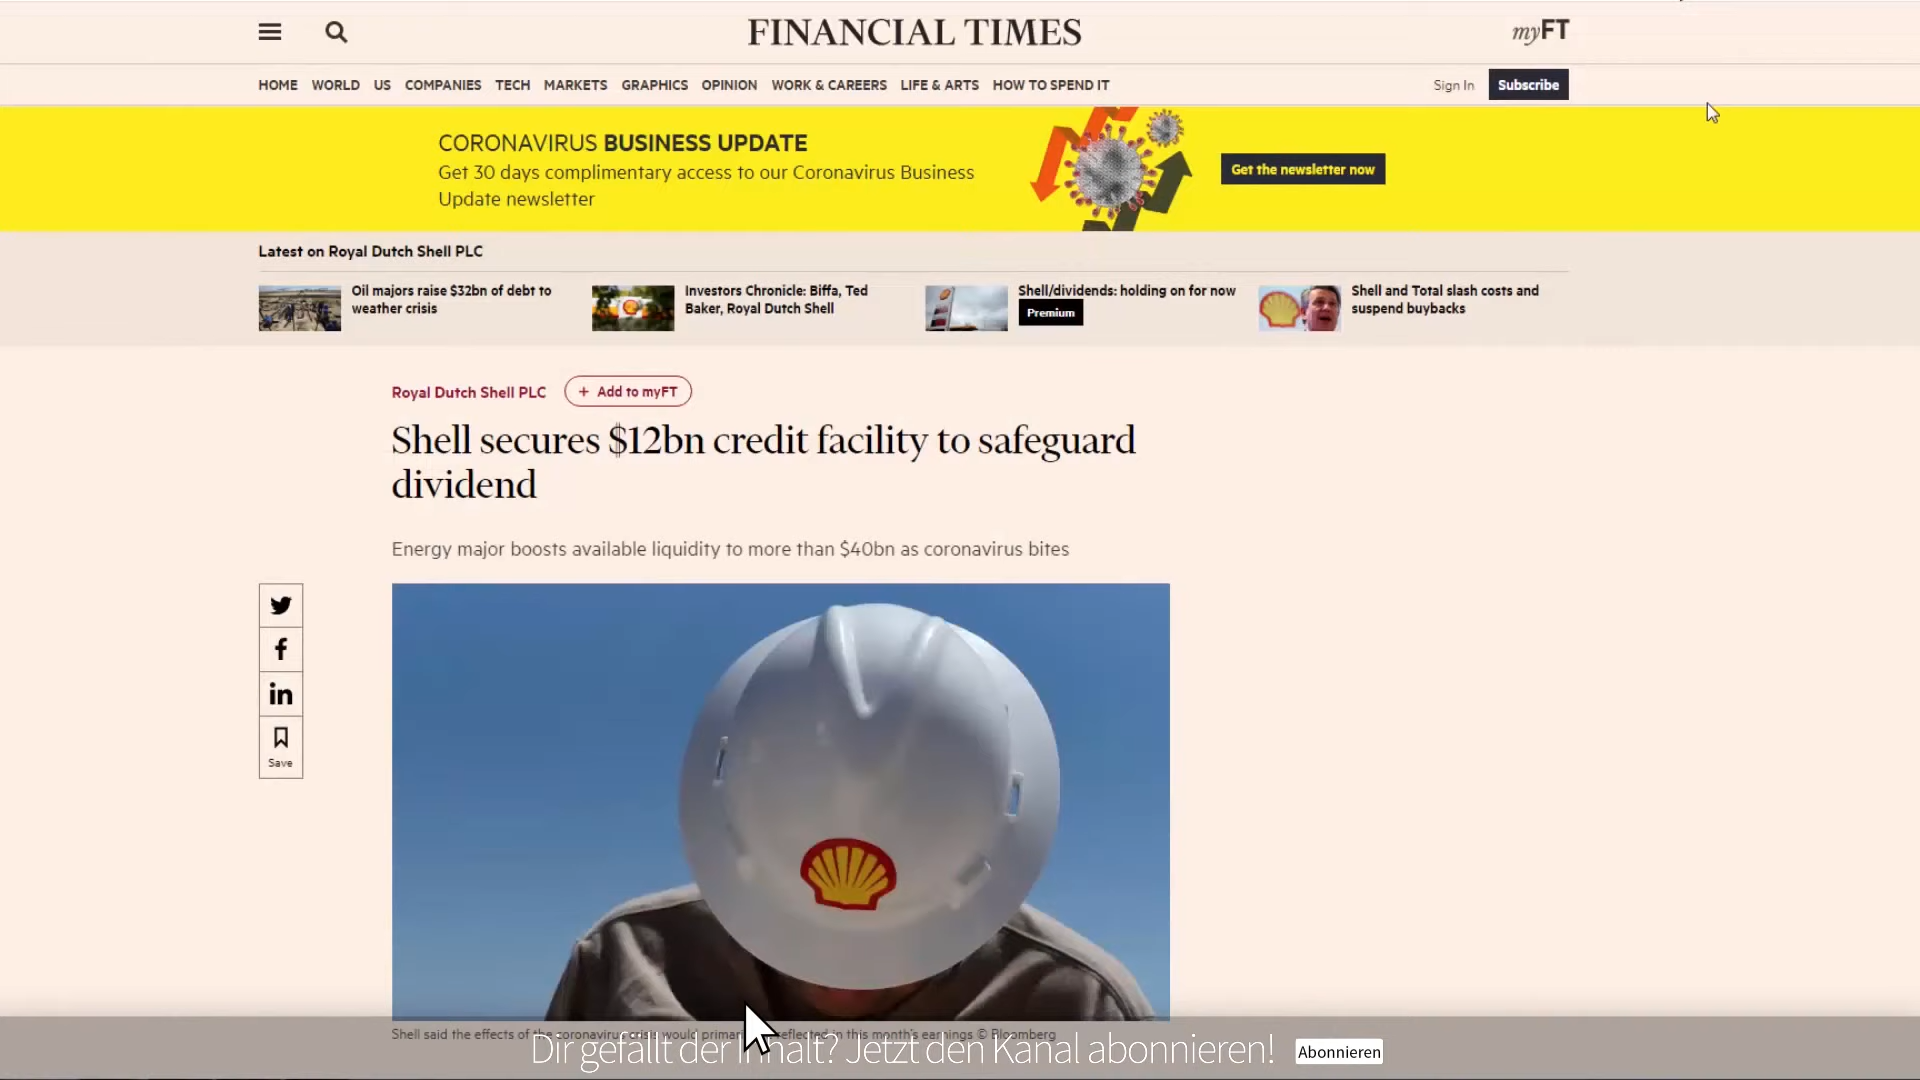 FINANCIAL TIMES
myFT
HOME WORLD US COMPANIES TECH MARKETS GRAPHICS OPINION WORK & CAREERS LIFE & ARTS HOW TO SPEND IT
Sign In Subscribe
CORONAVIRUS BUSINESS UPDATE
Get 30 days complimentary access to our Coronavirus Business
Update newsletter
Get the newsletter now
Latest on Royal Dutch Shell PLC
Oil majors raise $32bn of debt to
weather crisis
Investors Chronicle: Biffa, Ted
Baker, Royal Dutch Shell
Shell/dividends: holding on for now
Premium
Shell and Total slash costs and
suspend buybacks
Royal Dutch Shell PLC + Add to myFT
Shell secures $12bn credit facility to safeguard
dividend
Energy major boosts available liquidity to more than $40bn as coronavirus bites
Save
Shell said the effects of the coronavirus crisis would reflected in this month's earnings © Bloomberg
Dir gefällt der Inhalt? Jetzt den Kanal abonnieren! Abonnieren